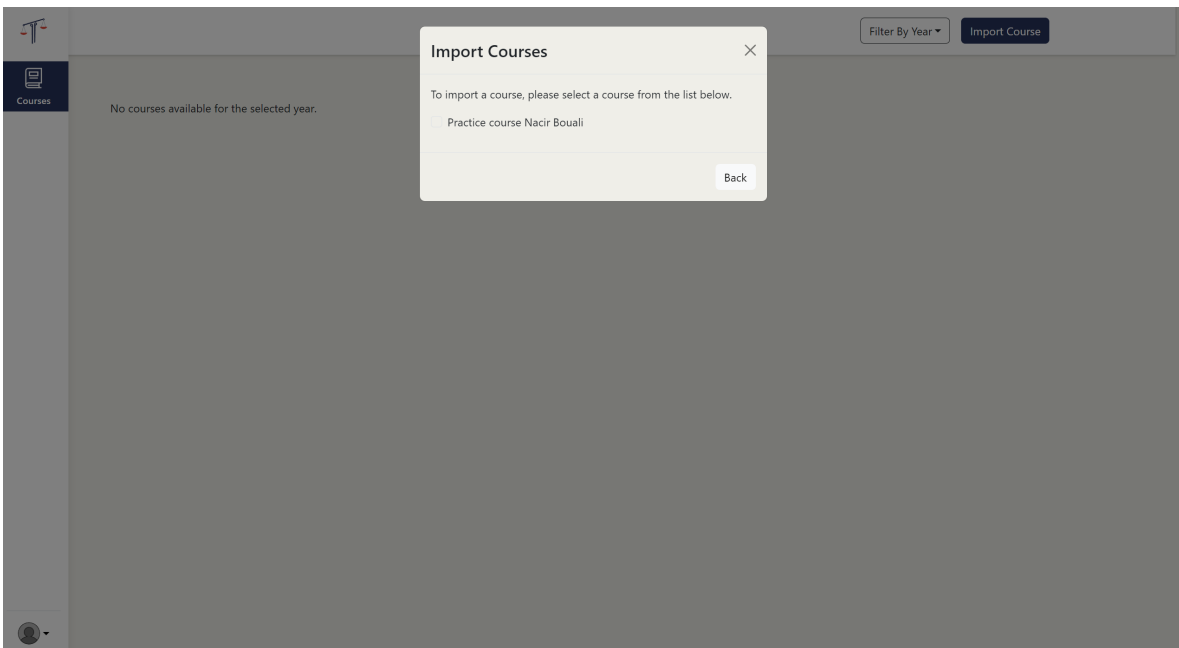 Filter By Year
Import Course
Courses
No courses available for the selected year.
Import Courses
To import a course, please select a course from the list below.
Practice course Nacir Bouali
Back